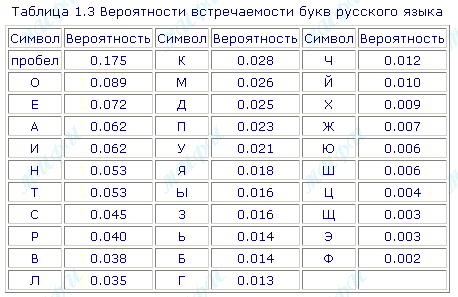 Таблица 1.3 Вероятности встречаемости букв русского языка
Символ Вероятность Символ Вероятность Символ Вероятность
пробел 0.175 К 0.028 Ч 0.012
О 0.089 М 0.026 Й 0.010
Е 0.072 Д 0.025 Х 0.009
А 0.062 П 0.023 Ж 0.007
И 0.062 У 0.021 Ю 0.006
Н 0.053 Я 0.018 Ш 0.006
Т 0.053 Ы 0.016 Ц 0.004
С 0.045 З 0.016 Щ 0.003
Р 0.040 Ь 0.014 Э 0.003
В 0.038 Б 0.014 Ф 0.002
Л 0.035 Г 0.013